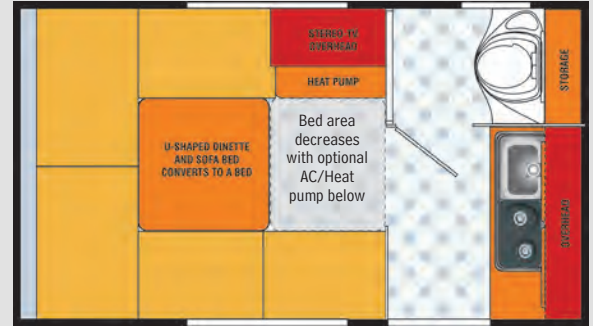 STEREO-TV
OVERHEAD
HEAT PUMP
STORAGE
U-SHAPED DINETTE
AND SOFA BED
CONVERTS TO A BED
Bed area
decreases
with optional
AC/Heat
pump below
OVERHEAD